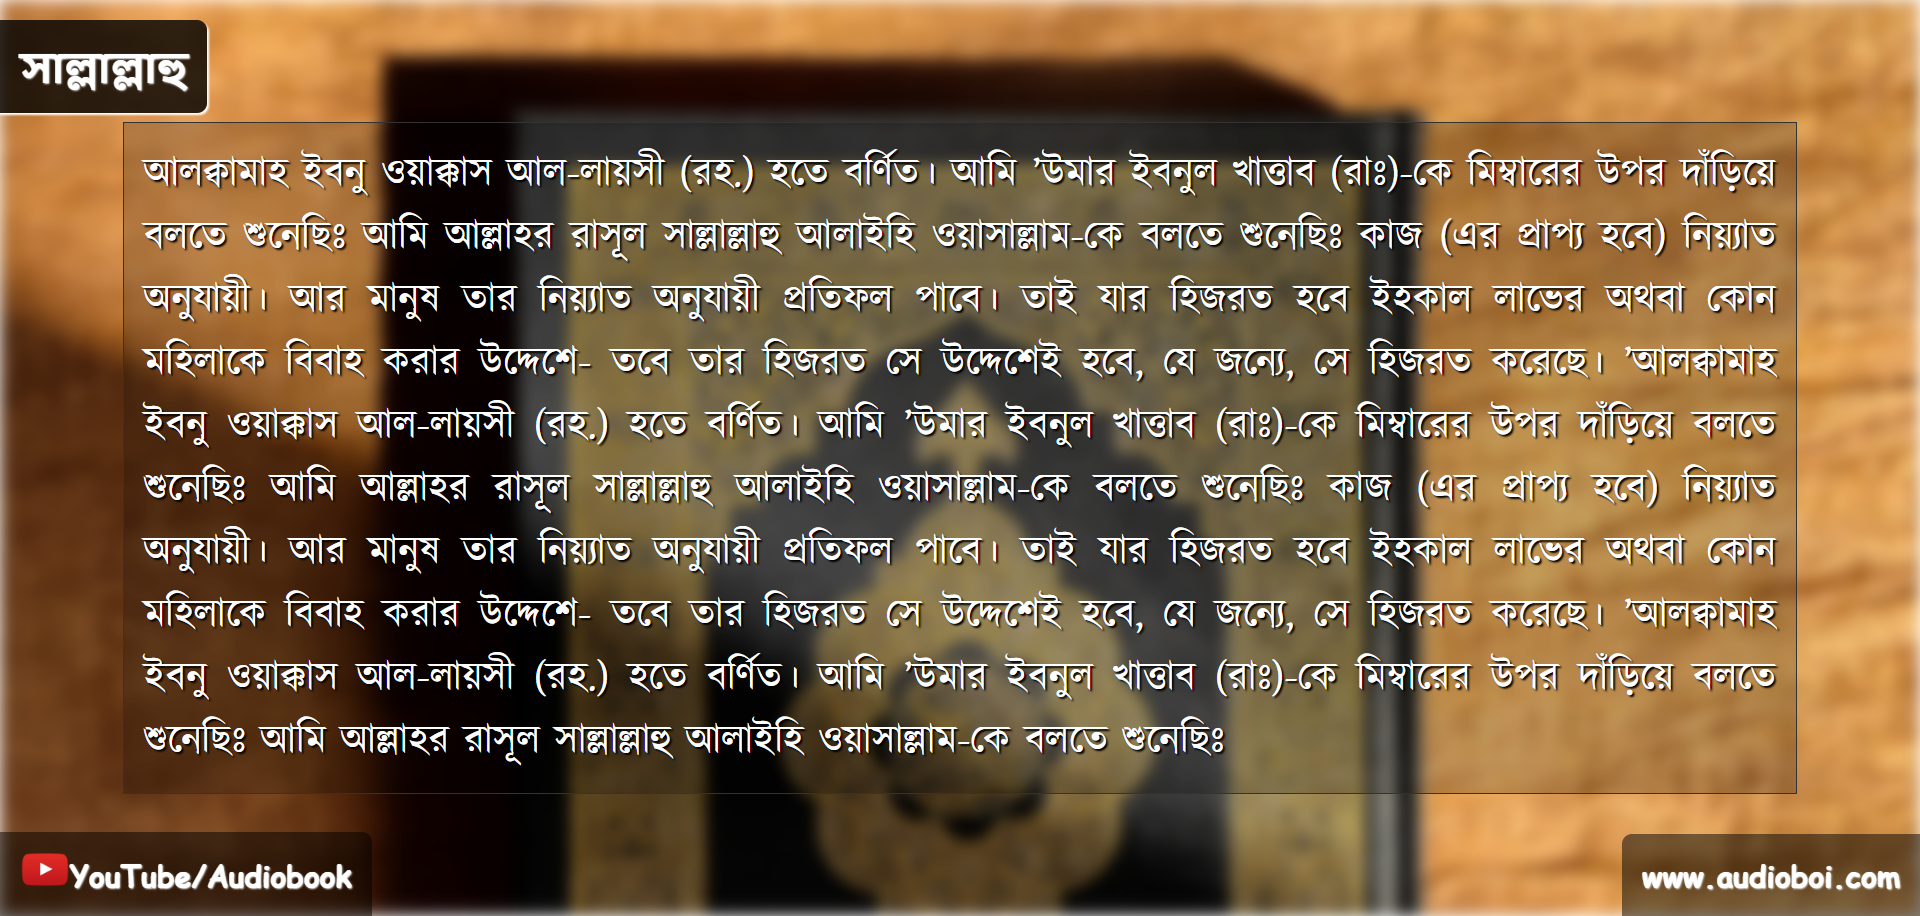 সাল্লাল্লাহু
আলক্বামাহ ইবনু ওয়াক্কাস আল-লায়সী (রহ.) হতে বর্ণিত। আমি ’উমার ইবনুল খাত্তাব (রাঃ)-কে মিম্বারের উপর দাঁড়িয়ে
বলতে শুনেছিঃ আমি আল্লাহর রাসূল সাল্লাল্লাহু আলাইহি ওয়াসাল্লাম-কে বলতে শুনেছিঃ কাজ (এর প্রাপ্য হবে) নিয়্যাত
অনুযায়ী। আর মানুষ তার নিয়্যাত অনুযায়ী প্রতিফল পাবে। তাই যার হিজরত হবে ইহকাল লাভের অথবা কোন
মহিলাকে বিবাহ করার উদ্দেশে- তবে তার হিজরত সে উদ্দেশেই হবে, যে জন্যে, সে হিজরত করেছে। ’আলক্বামাহ
ইবনু ওয়াক্কাস আল-লায়সী (রহ.) হতে বর্ণিত। আমি ’উমার ইবনুল খাত্তাব (রাঃ)-কে মিম্বারের উপর দাঁড়িয়ে বলতে
শুনেছিঃ আমি আল্লাহর রাসূল সাল্লাল্লাহু আলাইহি ওয়াসাল্লাম-কে বলতে শুনেছিঃ কাজ (এর প্রাপ্য হবে) নিয়্যাত
অনুযায়ী। আর মানুষ তার নিয়্যাত অনুযায়ী প্রতিফল পাবে। তাই যার হিজরত হবে ইহকাল লাভের অথবা কোন
মহিলাকে বিবাহ করার উদ্দেশে- তবে তার হিজরত সে উদ্দেশেই হবে, যে জন্যে, সে হিজরত করেছে। ’আলক্বামাহ
ইবনু ওয়াক্কাস আল-লায়সী (রহ.) হতে বর্ণিত। আমি ’উমার ইবনুল খাত্তাব (রাঃ)-কে মিম্বারের উপর দাঁড়িয়ে বলতে
শুনেছিঃ আমি আল্লাহর রাসূল সাল্লাল্লাহু আলাইহি ওয়াসাল্লাম-কে বলতে শুনেছিঃ
YouTube/Audiobook
www.audioboi.com